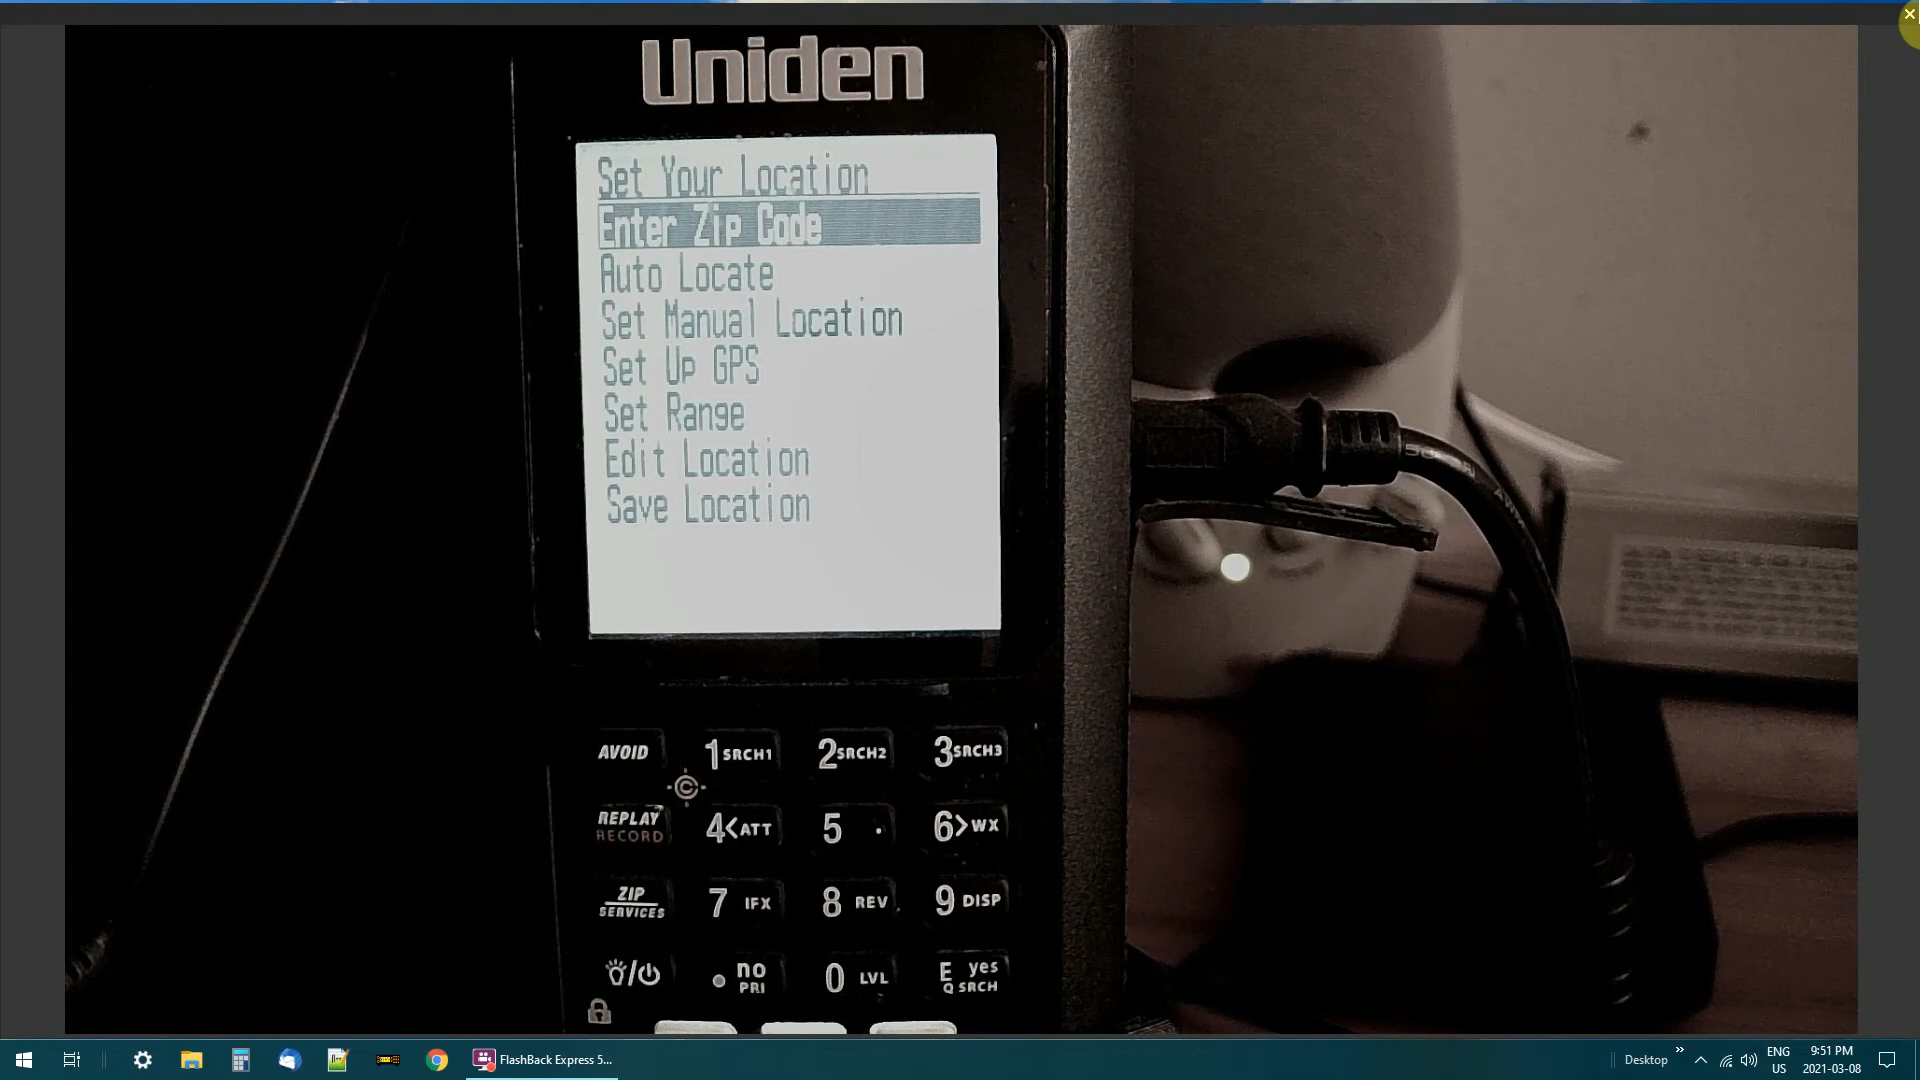 Uniden
Set Your Location
Enter Zip Code
Auto Locate
Set Manual Location
Set Up GPS
Set Range
Edit Location
Save Location
AVOID
1 SRCH1
2 SRCH2
3 SRCH3
REPLAY
RECORD
4<ATT
5 .
6>WX
ZIP
SERVICES
7 IFX
8 REV
9 DISP
no
PRI
0 LVL
E yes
Q SRCH
FlashBack Express 5...
Desktop
ENG
US
9:51 PM
2021-03-08